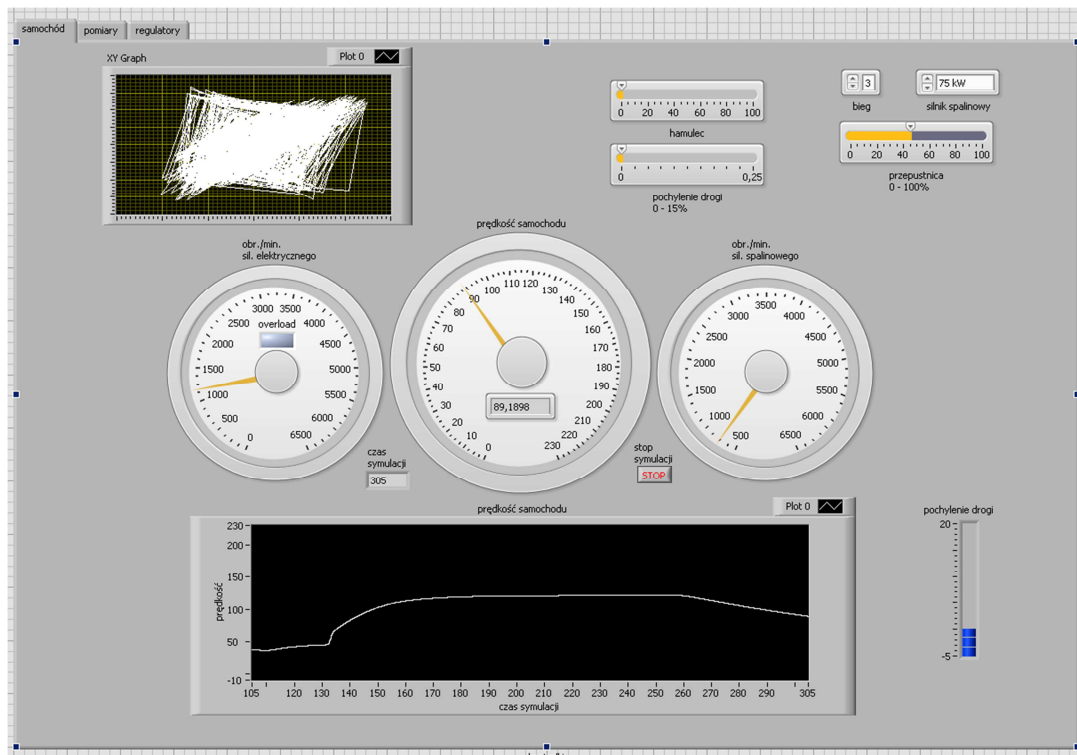 samochód pomiary regulatory
XY Graph
Plot 0
0 20 40 60 80 100
hamulec
0 0,25
pochylenie drogi
0 - 15%
3
bieg
75 kW
silnik spalinowy
0 20 40 60 80 100
przepustnica
0 - 100%
obr./min.
sil. elektrycznego
0 500 1000 1500 2000 2500 3000 3500 4000 4500 5000 5500 6000 6500
overload
prędkość samochodu
0 10 20 30 40 50 60 70 80 90 100 110 120 130 140 150 160 170 180 190 200 210 220 230
89,1898
obr./min.
sil. spalinowego
500 1000 1500 2000 2500 3000 3500 4000 4500 5000 5500 6000 6500
czas
symulacji
305
stop
symulacji
STOP
prędkość samochodu
Plot 0
prędkość
230
200
150
100
50
-10
105 120 130 140 150 160 170 180 190 200 210 220 230 240 250 260 270 280 290 305
czas symulacji
pochylenie drogi
20
-5